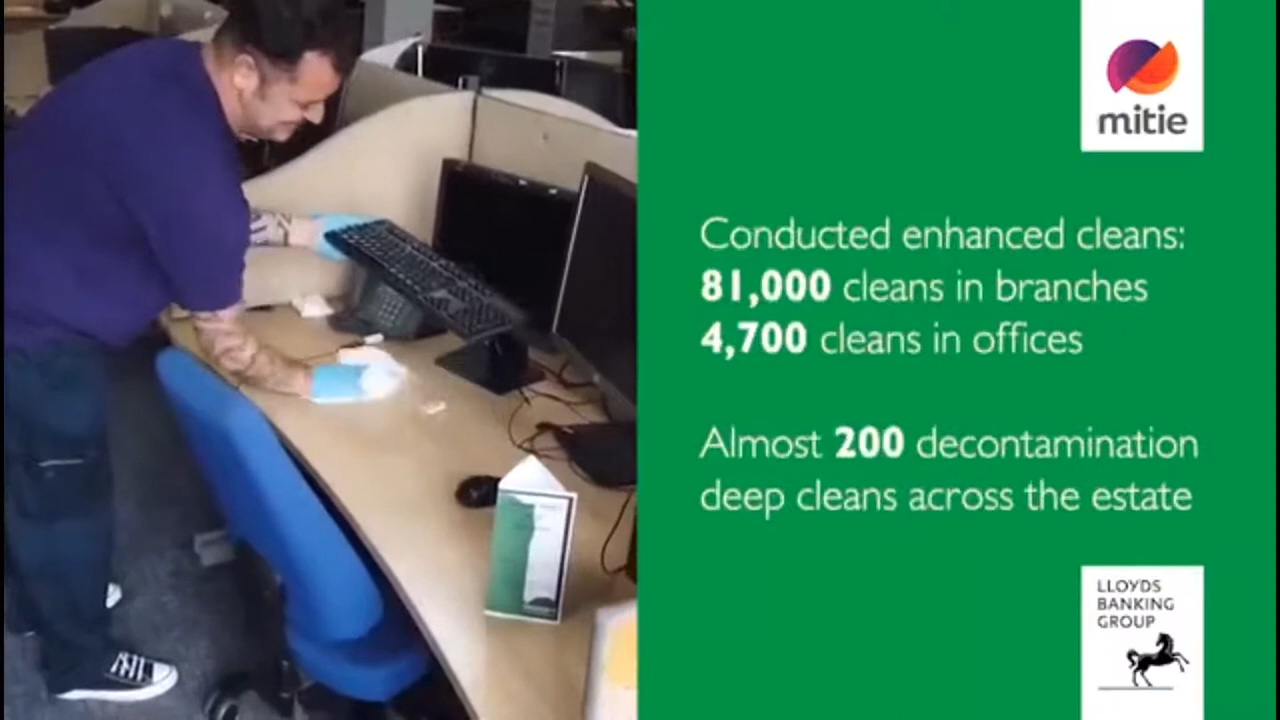 mitie
Conducted enhanced cleans:
81,000 cleans in branches
4,700 cleans in offices
Almost 200 decontamination
deep cleans across the estate
LLOYDS
BANKING
GROUP